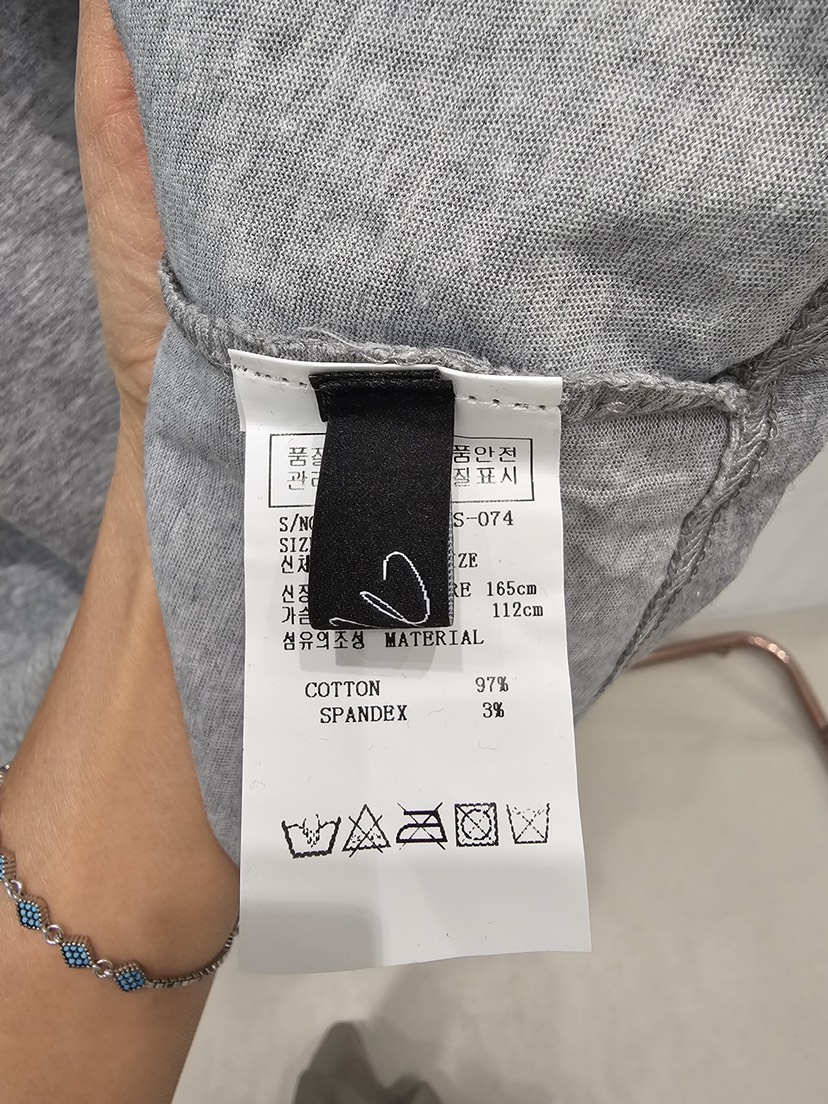 품질 품안전
관리 질표시
S/NO S-074
SIZ
신체 ZE
신장 RE 165cm
가슴 112cm
섬유의조성 MATERIAL
COTTON 97%
SPANDEX 3%